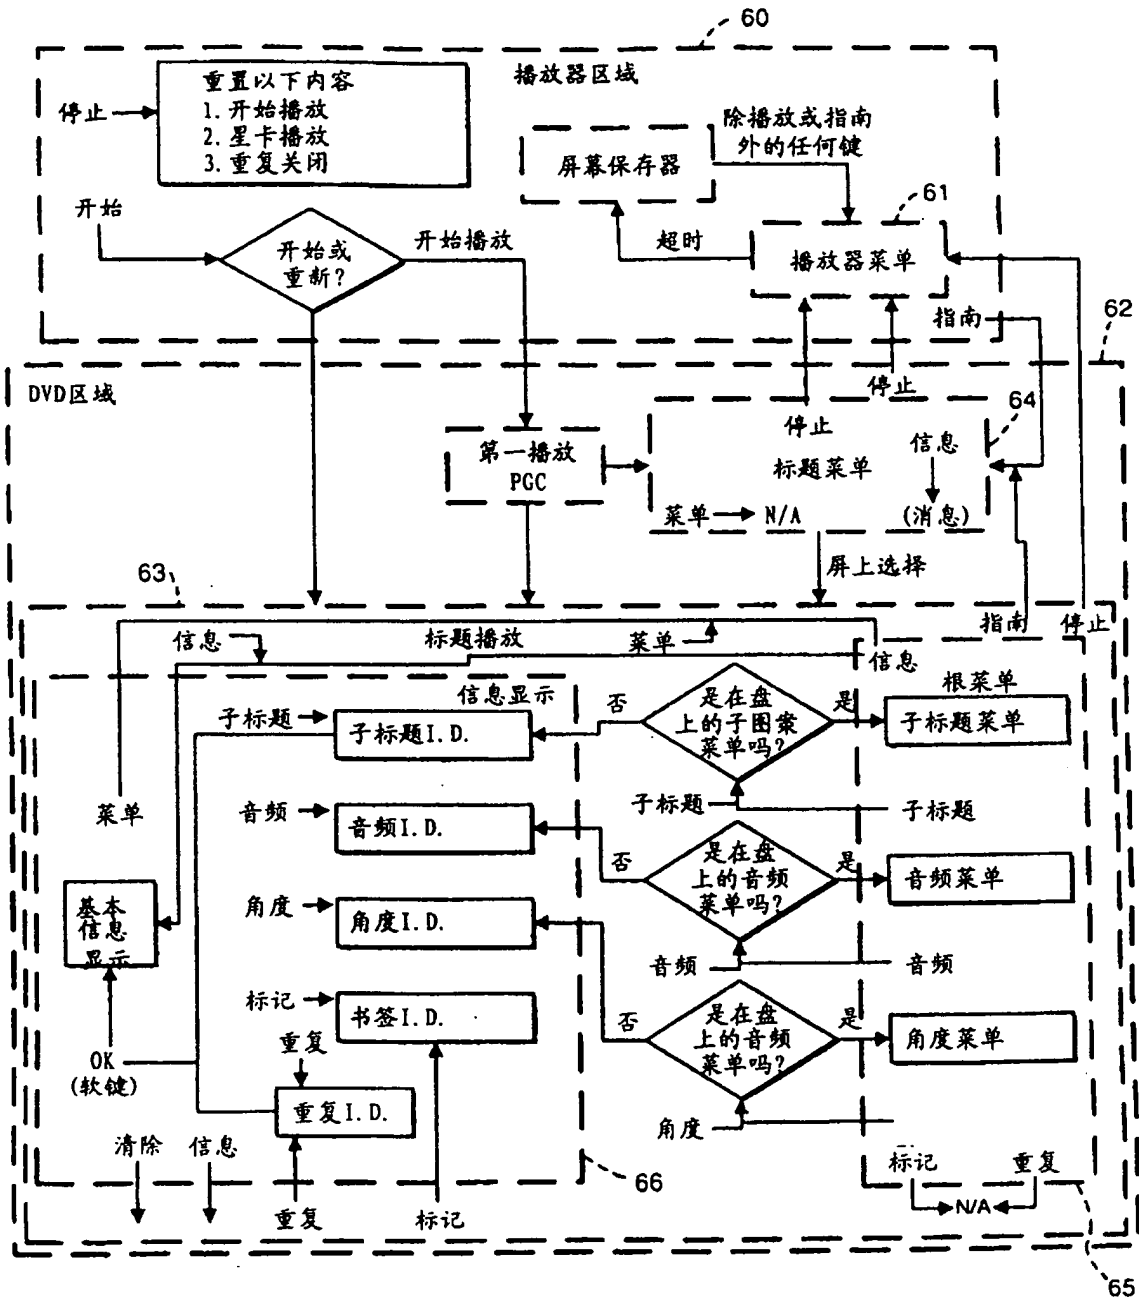 60
播放器区域
重置以下内容
1.开始播放
2.星卡播放
3.重复关闭
停止
除播放或指南
外的任何键
屏幕保存器
61
开始
开始或
重新?
开始播放
超时
播放器菜单
指南
62
DVD区域
停止
64
停止
信息
第一播放
PGC
标题菜单
菜单
N/A
(消息)
63
屏上选择
指南
停止
信息
标题播放
菜单
信息
信息显示
根菜单
子标题
子标题I.D.
否
是在盘
上的子图案
菜单吗?
是
子标题菜单
菜单
子标题
子标题
音频
音频I.D.
否
是在盘
上的音频
菜单吗?
是
音频菜单
基本
信息
显示
角度
角度I.D.
音频
音频
标记
书签I.D.
否
是在盘
上的音频
菜单吗?
是
角度菜单
OK
(软键)
重复
重复I.D.
角度
清除
信息
标记
重复
66
重复
标记
N/A
65